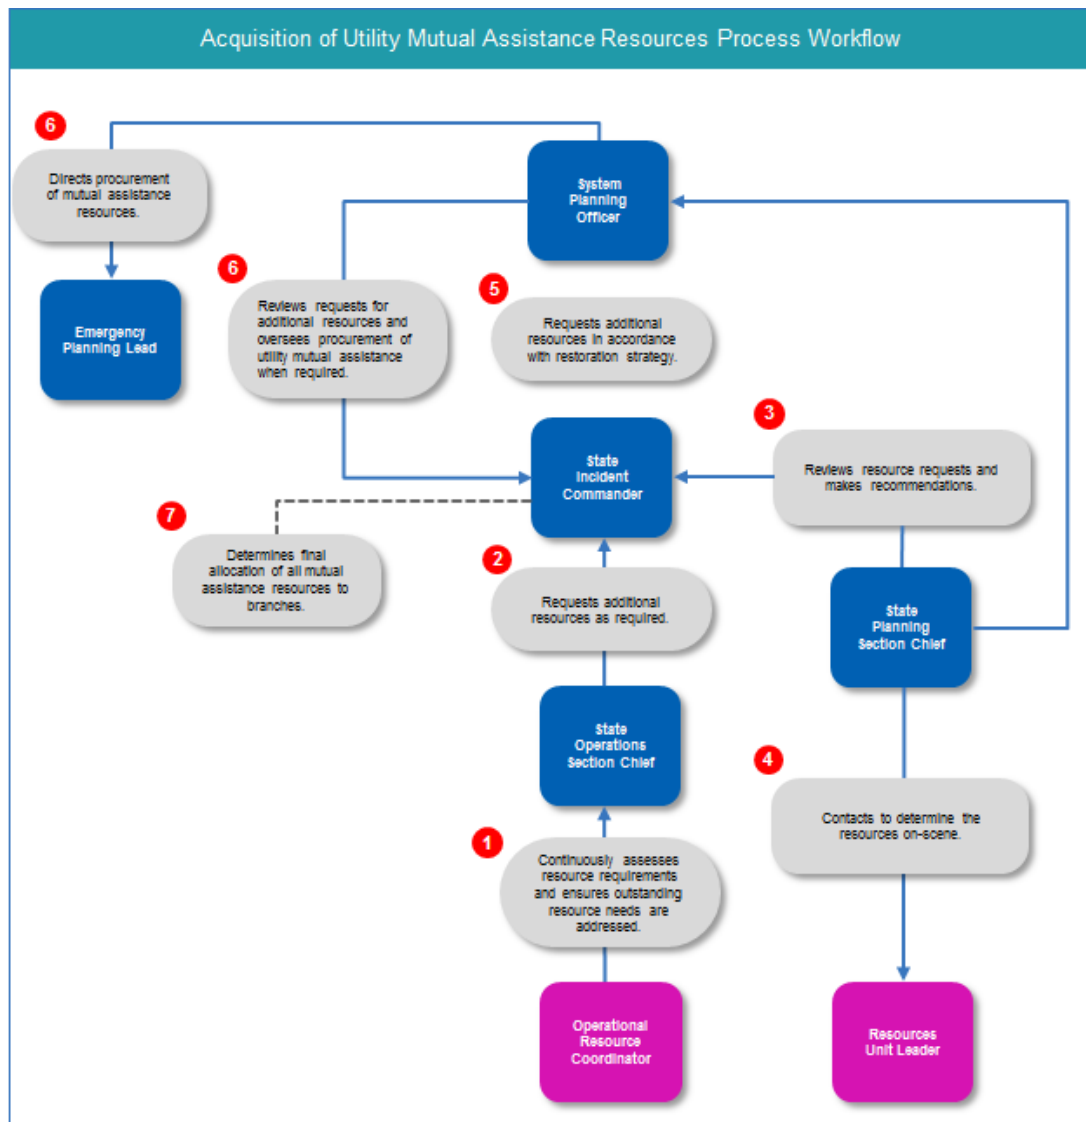 Acquisition of Utility Mutual Assistance Resources Process Workflow
6
Directs procurement
of mutual assistance
resources.
System
Planning
Officer
Emergency
Planning Lead
6
Reviews requests for
additional resources and
oversees procurement of
utility mutual assistance
when required.
5
Requests additional
resources in accordance
with restoration strategy.
State
Incident
Commander
3
Reviews resource requests and
makes recommendations.
7
Determines final
allocation of all mutual
assistance resources to
branches.
2
Requests additional
resources as required.
State
Planning
Section Chief
State
Operations
Section Chief
4
Contacts to determine the
resources on-scene.
1
Continuously assesses
resource requirements
and ensures outstanding
resource needs are
addressed.
Operational
Resource
Coordinator
Resources
Unit Leader